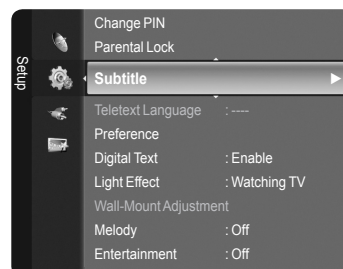 Setup
Change PIN
Parental Lock
Subtitle
Teletext Language : ----
Preference
Digital Text : Enable
Light Effect : Watching TV
Wall-Mount Adjustment
Melody : Off
Entertainment : Off